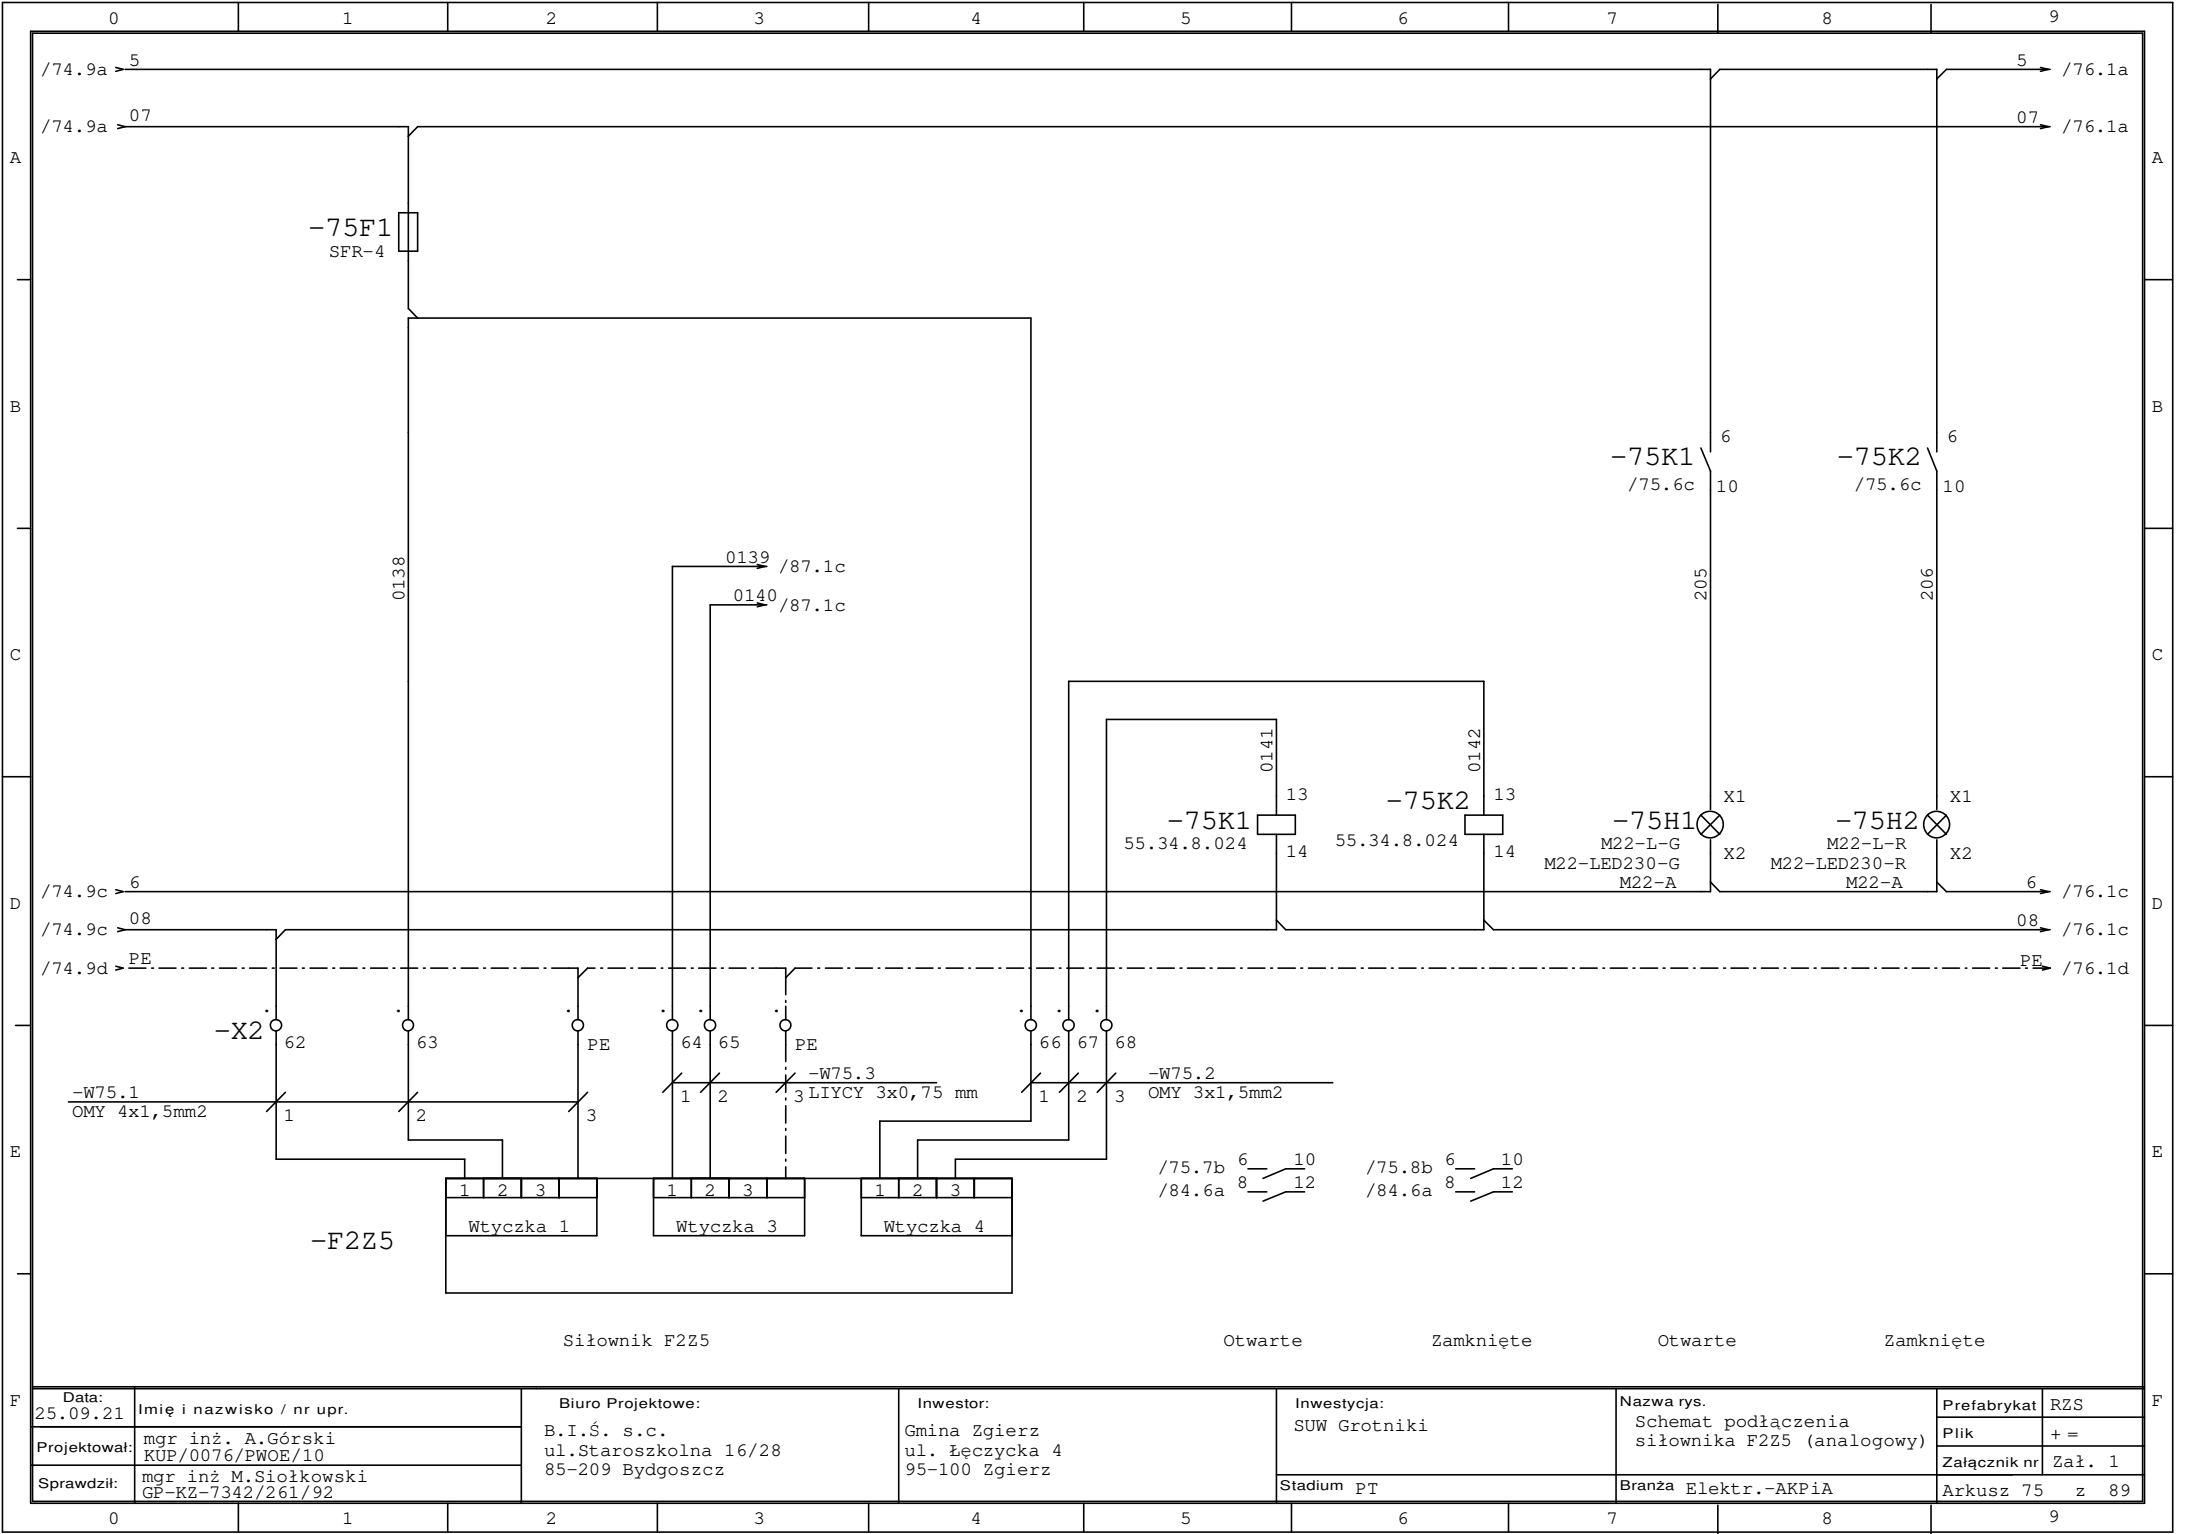 0 1 2 3 4 5 6 7 8 9
/74.9a 5 5 /76.1a
/74.9a 07 07 /76.1a
A A
-75F1
SFR-4
B B
-75K1 6
/75.6c 10
-75K2 6
/75.6c 10
0138
0139 /87.1c
0140 /87.1c
205
206
C C
0141
0142
-75K1 13
55.34.8.024 14
-75K2 13
55.34.8.024 14
-75H1 X1
M22-L-G X2
M22-LED230-G
M22-A
-75H2 X1
M22-L-R X2
M22-LED230-R
M22-A
/74.9c 6 6 /76.1c
D D
/74.9c 08 08 /76.1c
/74.9d PE PE /76.1d
-X2 62 63 PE 64 65 PE 66 67 68
-W75.1
OMY 4x1,5mm2
1 2 3
-W75.3
LIYCY 3x0,75 mm
1 2 3
-W75.2
OMY 3x1,5mm2
1 2 3
E E
/75.7b 6 10
/84.6a 8 12
/75.8b 6 10
/84.6a 8 12
1 2 3
Wtyczka 1
1 2 3
Wtyczka 3
1 2 3
Wtyczka 4
-F2Z5
Siłownik F2Z5 Otwarte Zamknięte Otwarte Zamknięte
F F
Data:
25.09.21
Imię i nazwisko / nr upr.
Projektował:
mgr inż. A.Górski
KUP/0076/PWOE/10
Sprawdził:
mgr inż M.Siołkowski
GP-KZ-7342/261/92
Biuro Projektowe:
B.I.Ś. s.c.
ul.Staroszkolna 16/28
85-209 Bydgoszcz
Inwestor:
Gmina Zgierz
ul. Łęczycka 4
95-100 Zgierz
Inwestycja:
SUW Grotniki
Stadium PT
Nazwa rys.
Schemat podłączenia
siłownika F2Z5 (analogowy)
Branża Elektr.-AKPiA
Prefabrykat RZS
Plik + =
Załącznik nr Zał. 1
Arkusz 75 z 89
0 1 2 3 4 5 6 7 8 9